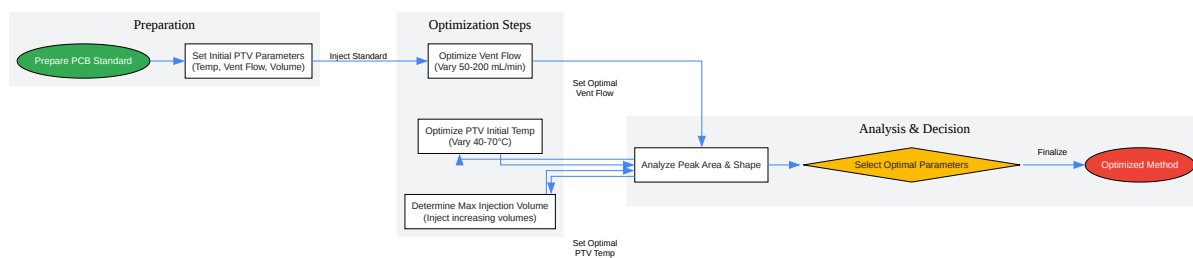 Preparation
Prepare PCB Standard
Set Initial PTV Parameters
(Temp, Vent Flow, Volume)
Inject Standard
Optimization Steps
Optimize Vent Flow
(Vary 50-200 mL/min)
Set Optimal
Vent Flow
Optimize PTV Initial Temp
(Vary 40-70°C)
Determine Max Injection Volume
(Inject increasing volumes)
Set Optimal
PTV Temp
Analysis & Decision
Analyze Peak Area & Shape
Select Optimal Parameters
Finalize
Optimized Method